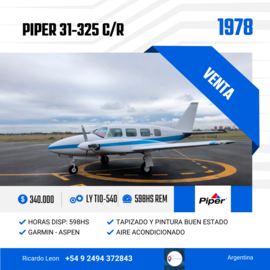 PIPER 31-325 C/R
1978
VENTA
$ 340.000
LY TIO-540
598HS REM
Piper
HORAS DISP: 598HS
TAPIZADO Y PINTURA BUEN ESTADO
GARMIN - ASPEN
AIRE ACONDICIONADO
Ricardo Leon
+54 9 2494 372843
Argentina